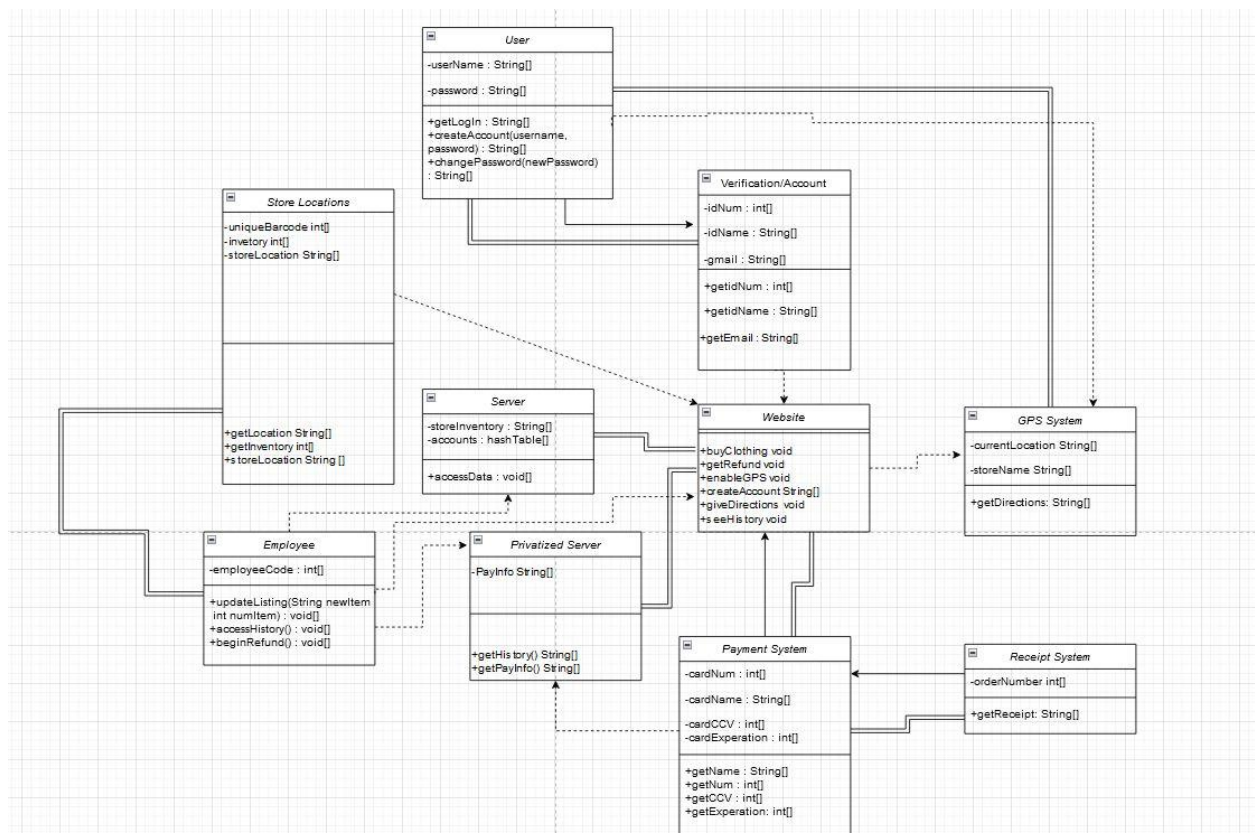 User
-userName : String[]
-password : String[]
+getLogIn : String[]
+createAccount(username,
password) : String[]
+changePassword(newPassword)
: String[]
Verification/Account
-idNum : int[]
-idName : String[]
-gmail : String[]
+getidNum : int[]
+getidName : String[]
+getEmail : String[]
Store Locations
-uniqueBarcode int[]
-invetory int[]
-storeLocation String[]
+getLocation String[]
+getInventory int[]
+storeLocation String []
Server
-storeInventory : String[]
-accounts : hashTable[]
+accessData : void[]
Website
+buyClothing void
+getRefund void
+enableGPS void
+createAccount String[]
+giveDirections void
+seeHistory void
GPS System
-currentLocation String[]
-storeName String[]
+getDirections: String[]
Employee
-employeeCode : int[]
+updateListing(String newItem
int numItem) : void[]
+accessHistory() : void[]
+beginRefund() : void[]
Privatized Server
-PayInfo String[]
+getHistory() String[]
+getPayInfo() String[]
Payment System
-cardNum : int[]
-cardName : String[]
-cardCCV : int[]
-cardExperation : int[]
+getName : String[]
+getNum : int[]
+getCCV : int[]
+getExperation: int[]
Receipt System
-orderNumber int[]
+getReceipt: String[]